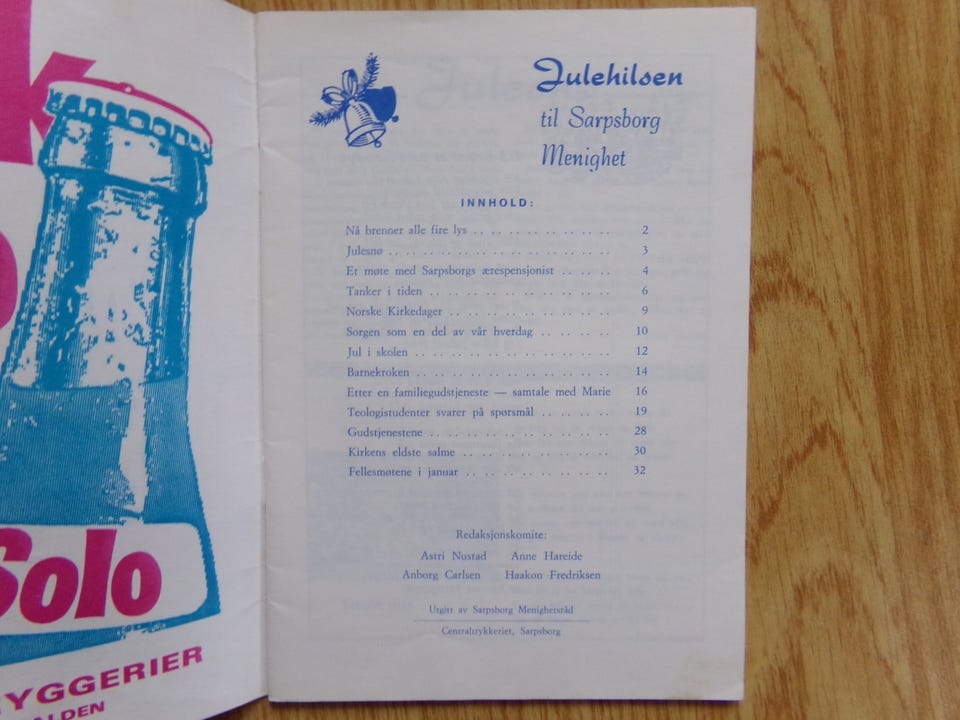 Solo
Julehilsen
til Sarpsborg
Menighet
INNHOLD:
Nå brenner alle fire lys .. .. .. .. .. .. .. .. 2
Julesnø .. .. .. .. .. .. .. .. .. .. .. .. 3
Et møte med Sarpsborgs ærespensjonist .. .. .. 4
Tanker i tiden .. .. .. .. .. .. .. .. .. .. 6
Norske Kirkedager .. .. .. .. .. .. .. .. .. 9
Sorgen som en del av vår hverdag .. .. .. .. 10
Jul i skolen .. .. .. .. .. .. .. .. .. .. .. 12
Barnekroken .. .. .. .. .. .. .. .. .. .. .. 14
Etter en familiegudstjeneste — samtale med Marie 16
Teologistudenter svarer på spørsmål .. .. .. .. 19
Gudstjenestene .. .. .. .. .. .. .. .. .. .. 28
Kirkens eldste salme .. .. .. .. .. .. .. .. 30
Fellesmøtene i januar .. .. .. .. .. .. .. .. 32
Redaksjonskomite:
Astri Nustad Anne Hareide
Anborg Carlsen Haakon Fredriksen
Utgitt av Sarpsborg Menighetsråd
Centraltrykkeriet, Sarpsborg